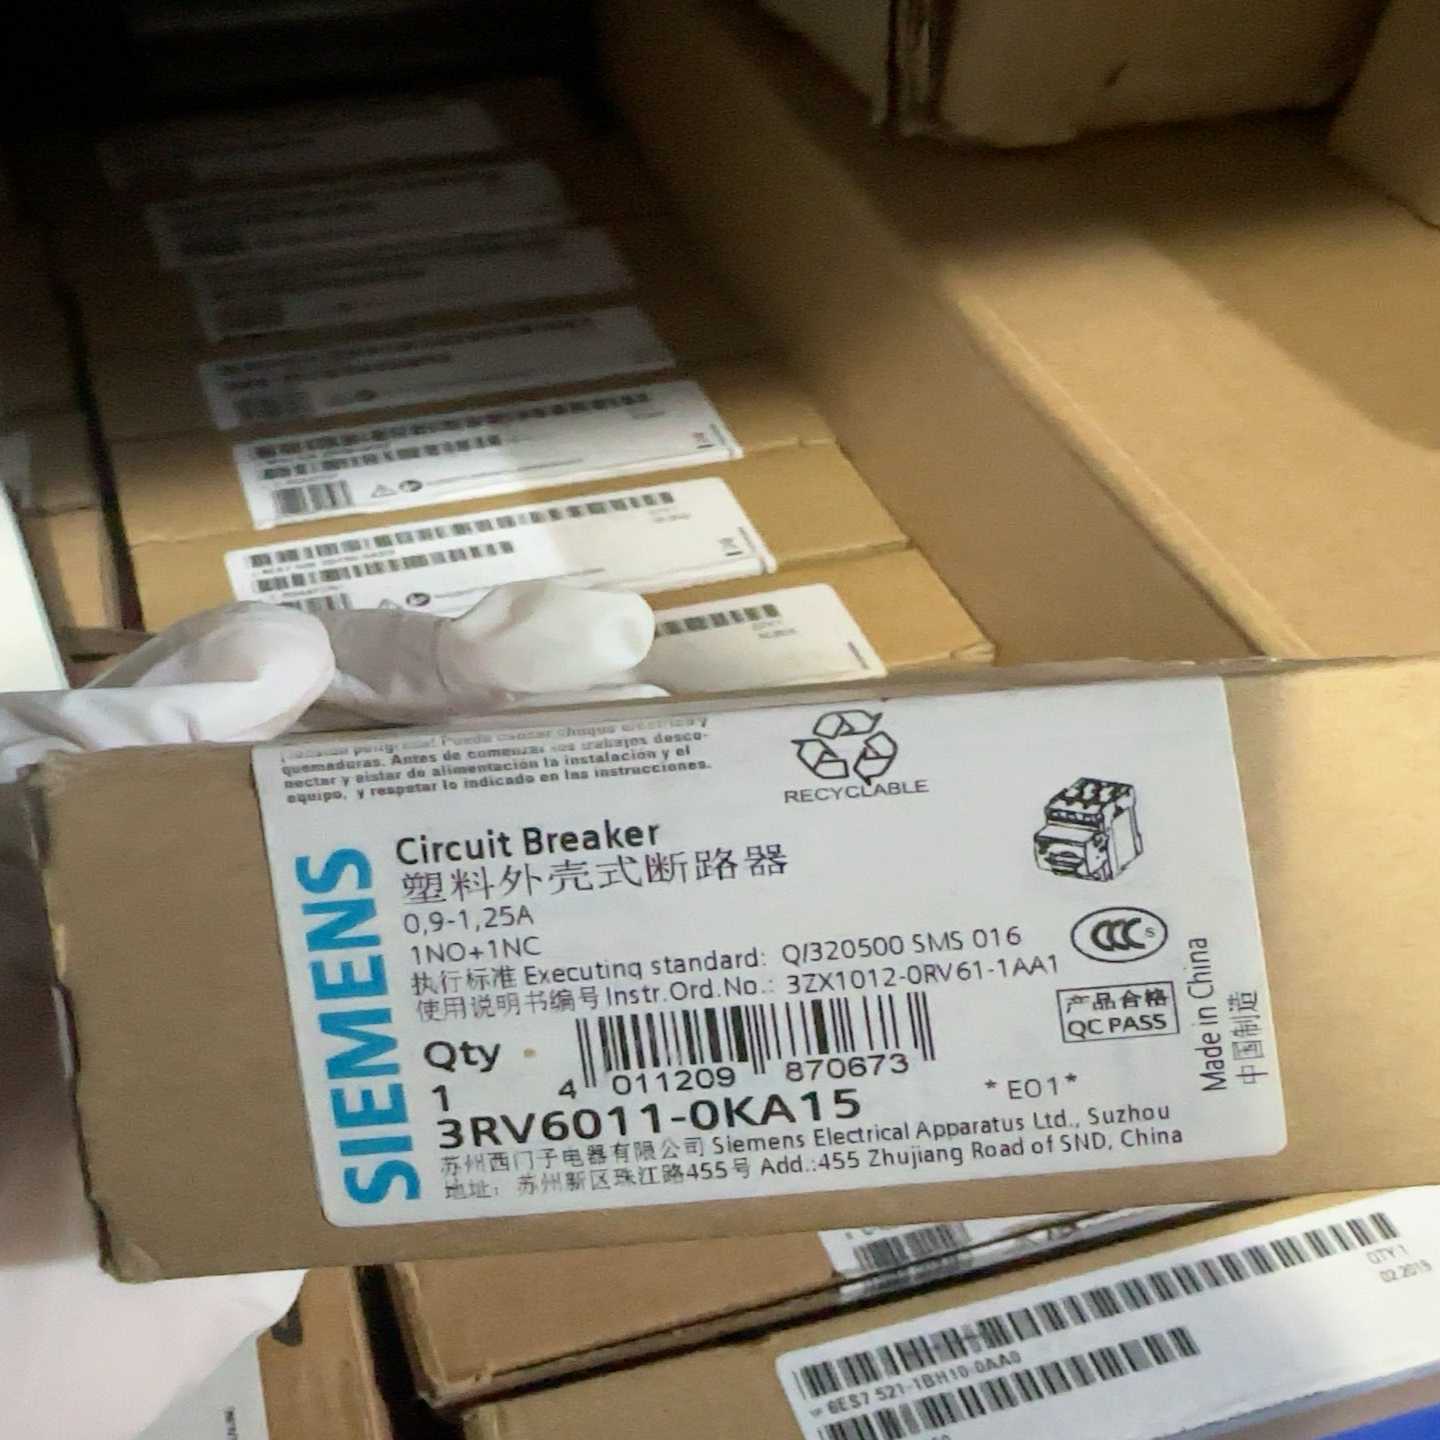 quemaduras. Antes de comenzar los trabajos desco-
nectar y aislar de alimentación la instalación y el
equipo, y respetar lo indicado en las instrucciones.
RECYCLABLE
SIEMENS
Circuit Breaker
塑料外壳式断路器
0,9-1,25A
1NO+1NC
执行标准 Executing standard: Q/320500 SMS 016
使用说明书编号 Instr.Ord.No.: 3ZX1012-0RV61-1AA1
CCC S
产品合格
QC PASS
Made in China
中国制造
Qty
1
4 011209 870673
*E01*
3RV6011-0KA15
苏州西门子电器有限公司 Siemens Electrical Apparatus Ltd., Suzhou
地址: 苏州新区珠江路455号 Add.:455 Zhujiang Road of SND, China
QTY:1
02.2019
6ES7 521-1BH10-0AA0